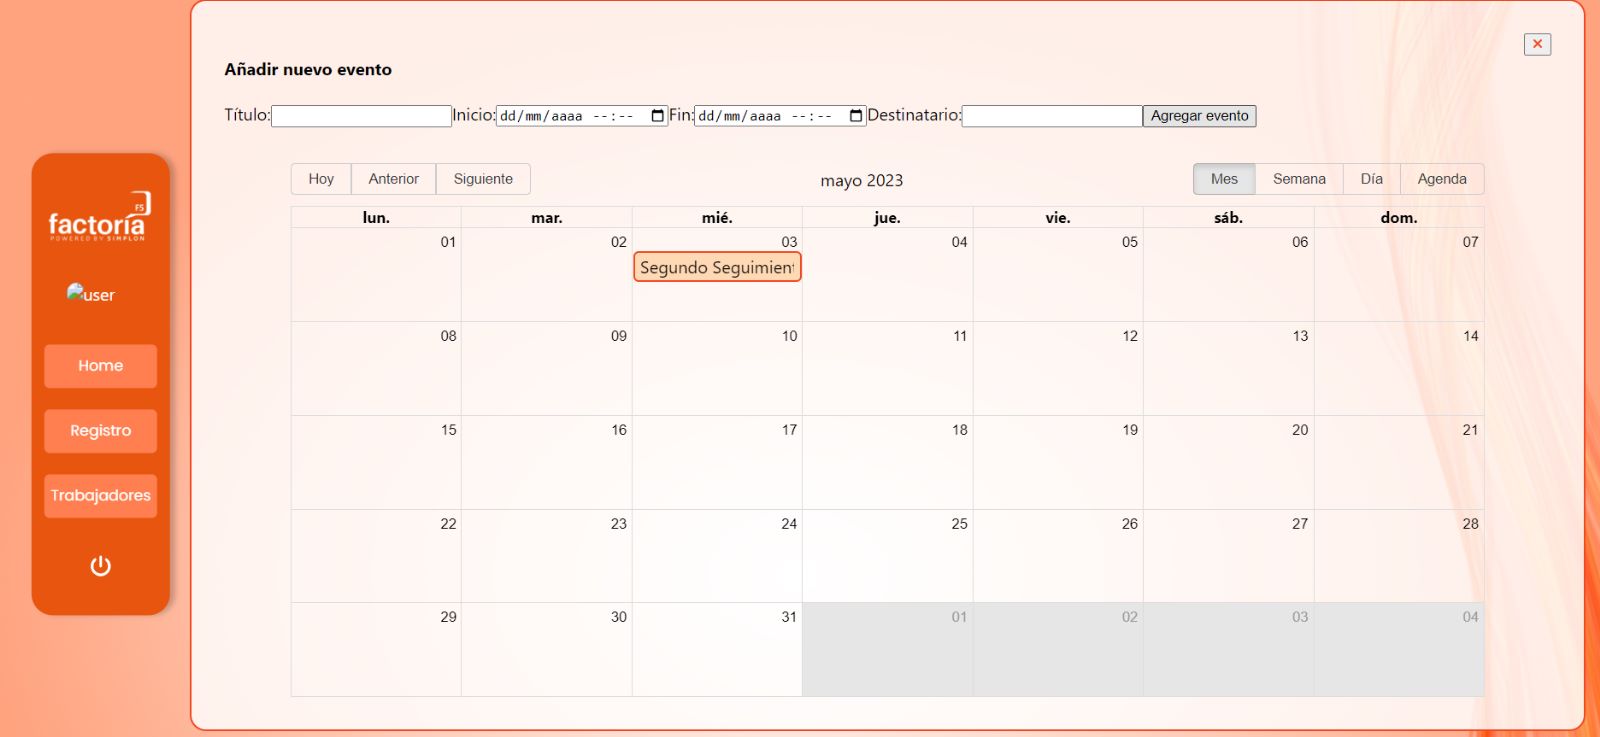 ✕
Añadir nuevo evento
Título: Inicio: dd/mm/aaaa --:-- Fin: dd/mm/aaaa --:-- Destinatario: Agregar evento
Hoy Anterior Siguiente mayo 2023 Mes Semana Día Agenda
lun. mar. mié. jue. vie. sáb. dom.
01 02 03 04 05 06 07
Segundo Seguimient
08 09 10 11 12 13 14
15 16 17 18 19 20 21
22 23 24 25 26 27 28
29 30 31 01 02 03 04
F5
factoría
POWERED BY SIMPLON
user
Home
Registro
Trabajadores